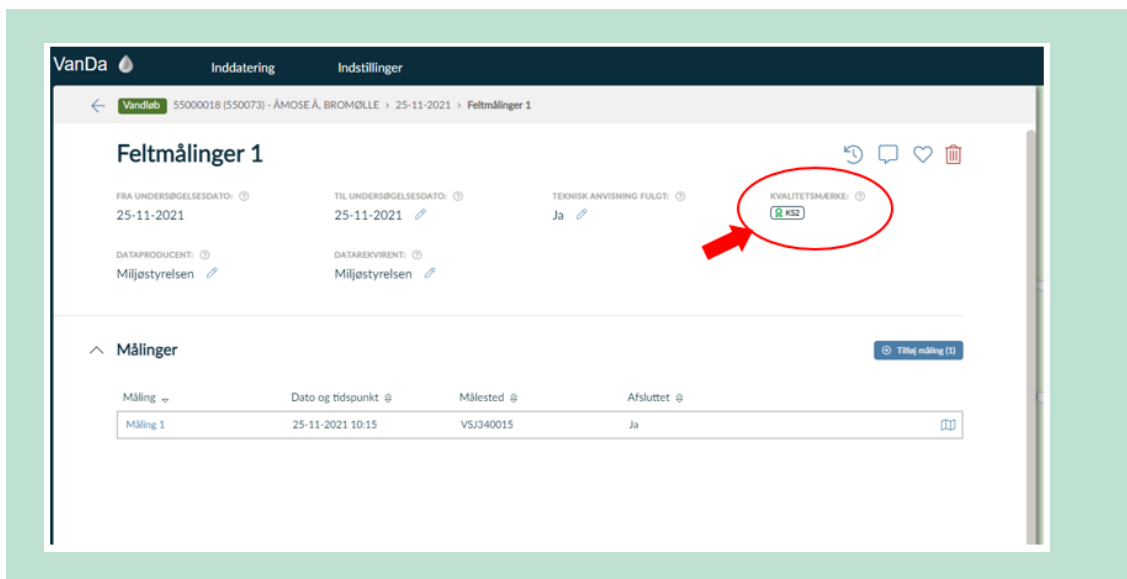 VanDa Inddatering Indstillinger
Vandløb 55000018 (550073) - ÅMOSE Å, BROMØLLE > 25-11-2021 > Feltmålinger 1
Feltmålinger 1
FRA UNDERSØGELSESDATO: TIL UNDERSØGELSESDATO: TEKNISK ANVISNING FULGT: KVALITETSMÆRKE:
25-11-2021 25-11-2021 Ja KS2
DATAPRODUCENT: DATAREKVIRENT:
Miljøstyrelsen Miljøstyrelsen
Målinger Tilføj måling (1)
Måling Dato og tidspunkt Målested Afsluttet
Måling 1 25-11-2021 10:15 VSJ340015 Ja